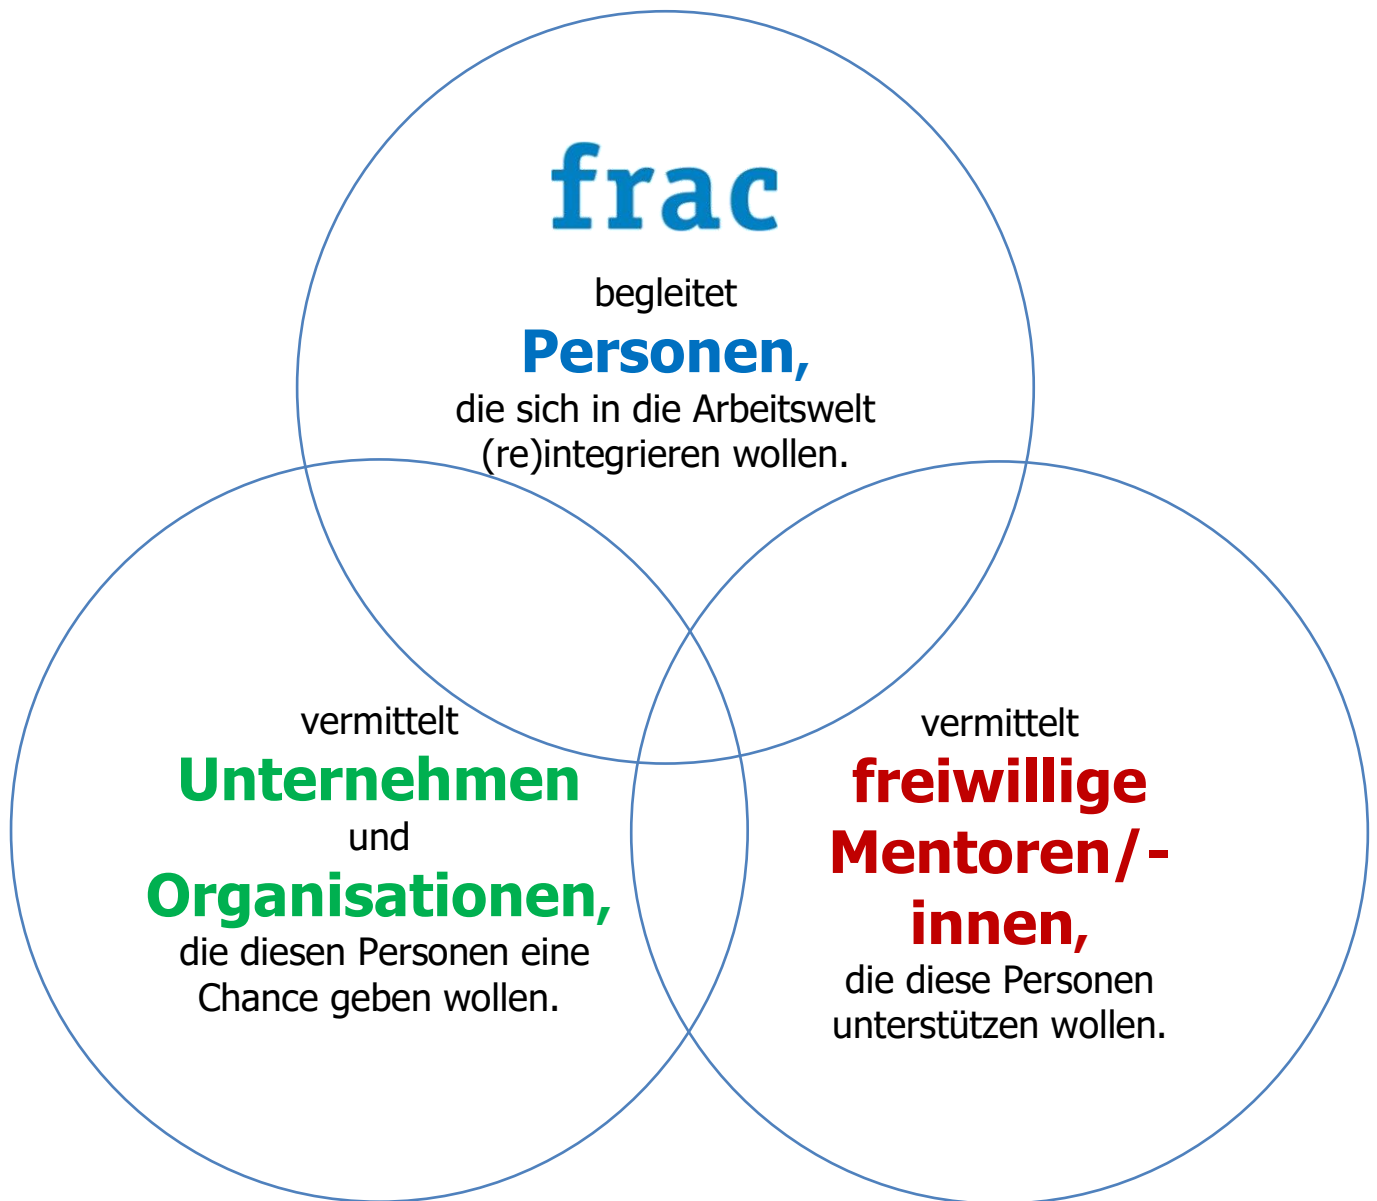 frac
begleitet
Personen,
die sich in die Arbeitswelt
(re)integrieren wollen.
vermittelt
Unternehmen
und
Organisationen,
die diesen Personen eine
Chance geben wollen.
vermittelt
freiwillige
Mentoren/-
innen,
die diese Personen
unterstützen wollen.